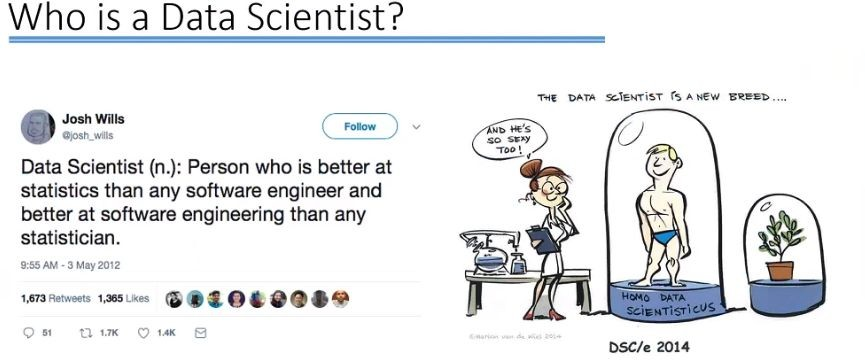 Who is a Data Scientist?
Josh Wills
@josh_wills
Follow
Data Scientist (n.): Person who is better at
statistics than any software engineer and
better at software engineering than any
statistician.
9:55 AM - 3 May 2012
1,673 Retweets 1,365 Likes
51 1.7K 1.4K
THE DATA SCIENTIST IS A NEW BREED....
AND HE'S
SO SEXY
TOO!
HOMO DATA
SCIENTISTICUS
©Marion van de Wiel 2014
DSC/e 2014